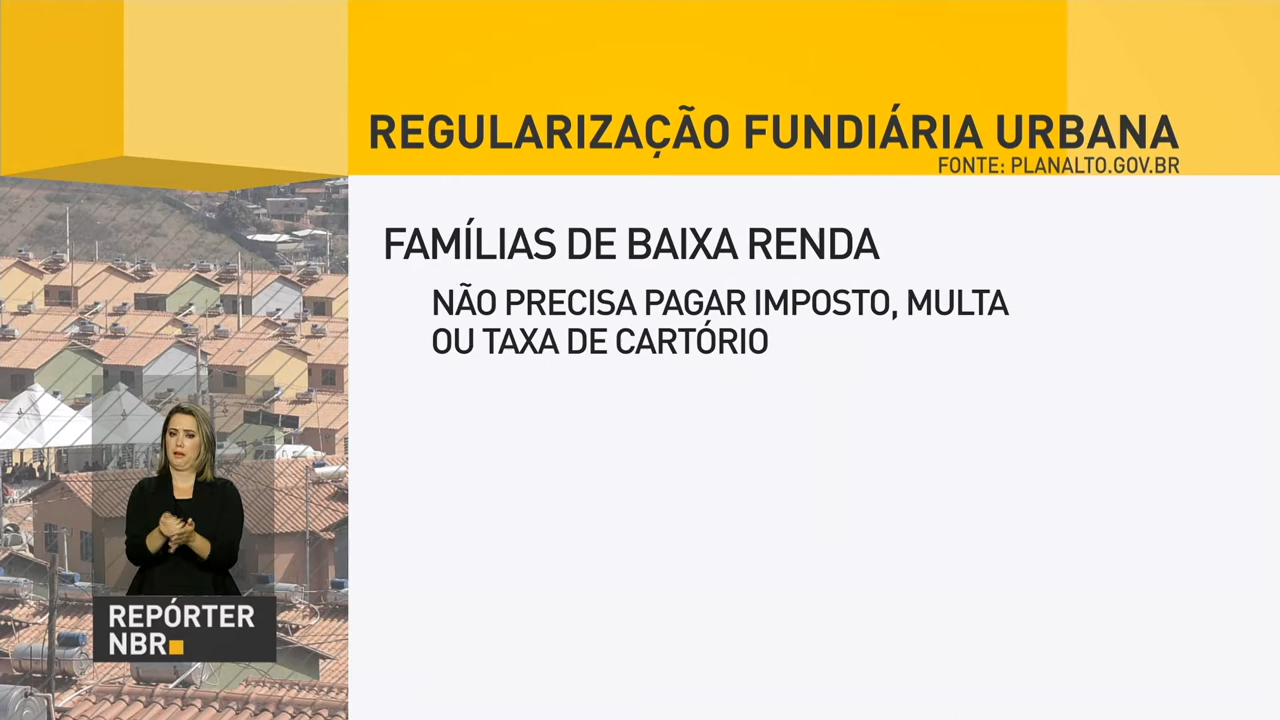 REGULARIZAÇÃO FUNDIÁRIA URBANA
FONTE: PLANALTO.GOV.BR
FAMÍLIAS DE BAIXA RENDA
NÃO PRECISA PAGAR IMPOSTO, MULTA
OU TAXA DE CARTÓRIO
REPÓRTER
NBR